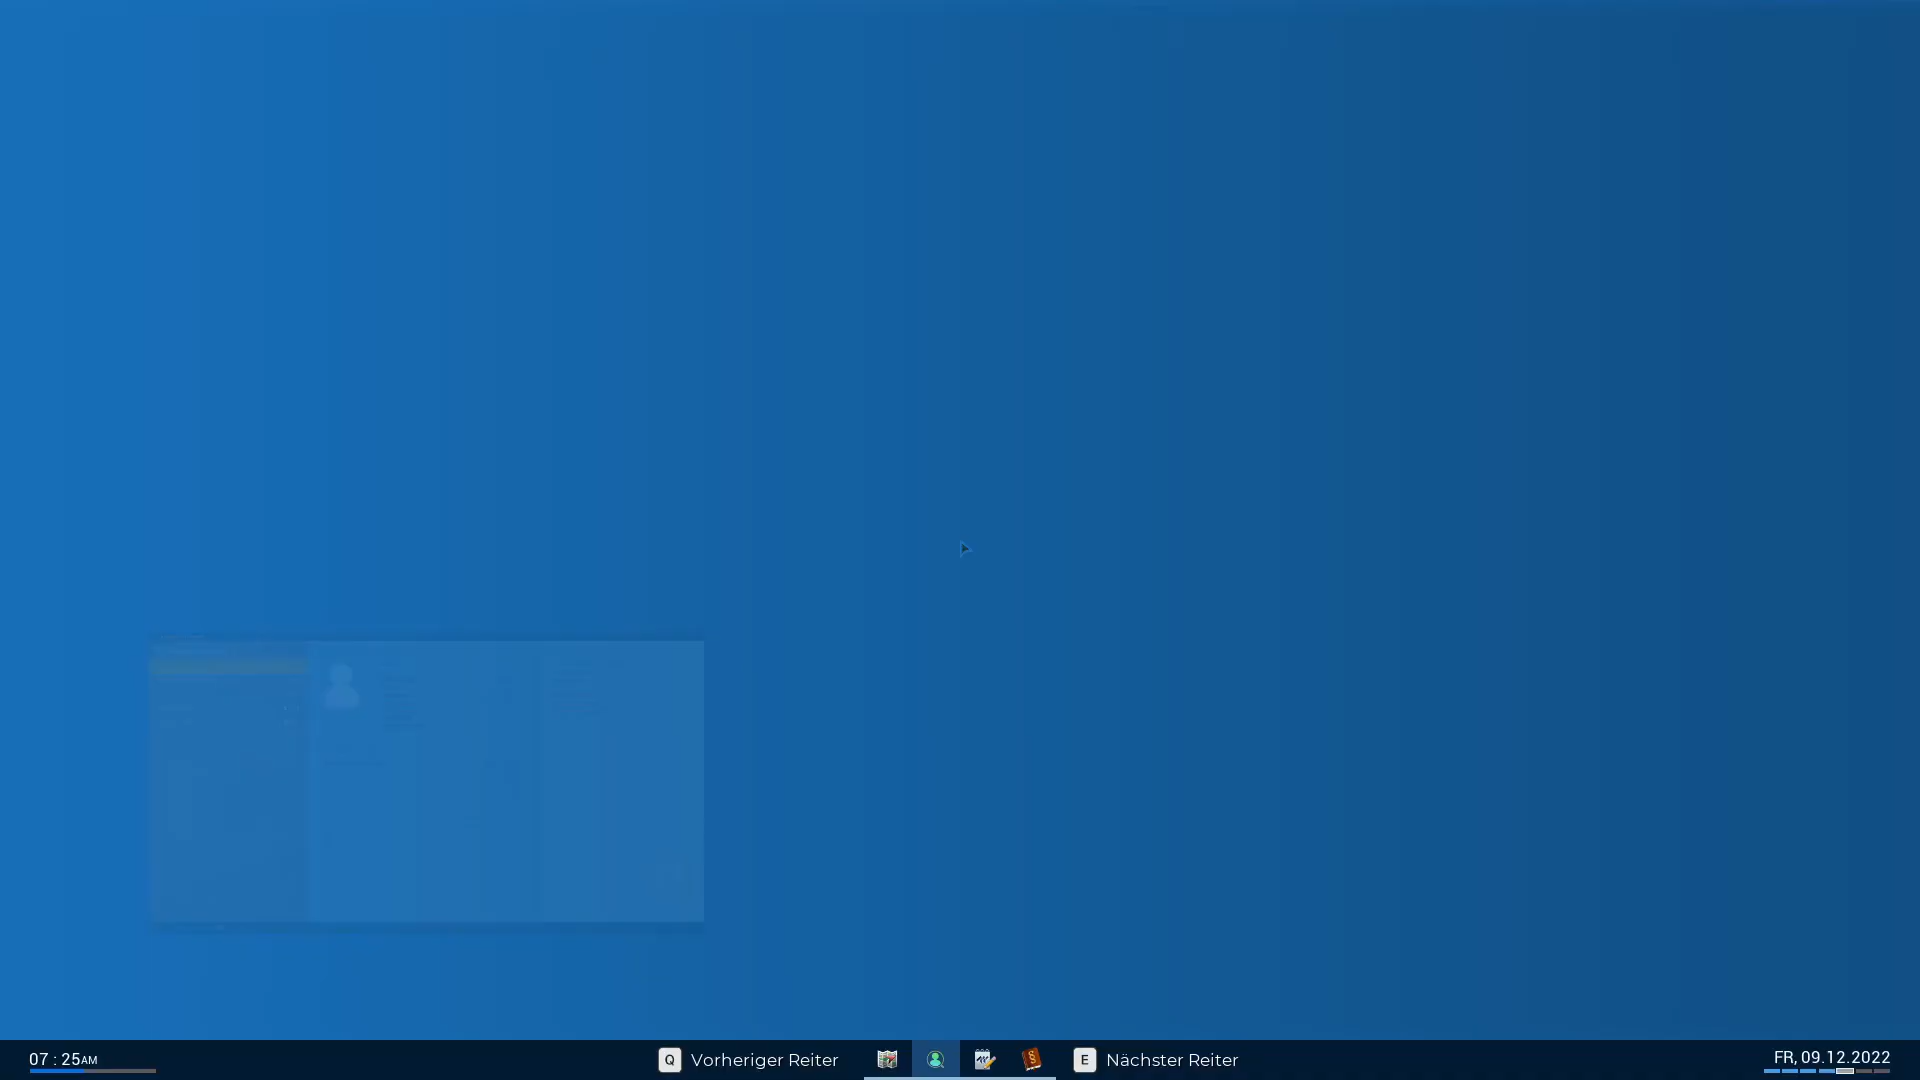 07 : 25AM
Q Vorheriger Reiter
E Nächster Reiter
FR, 09.12.2022